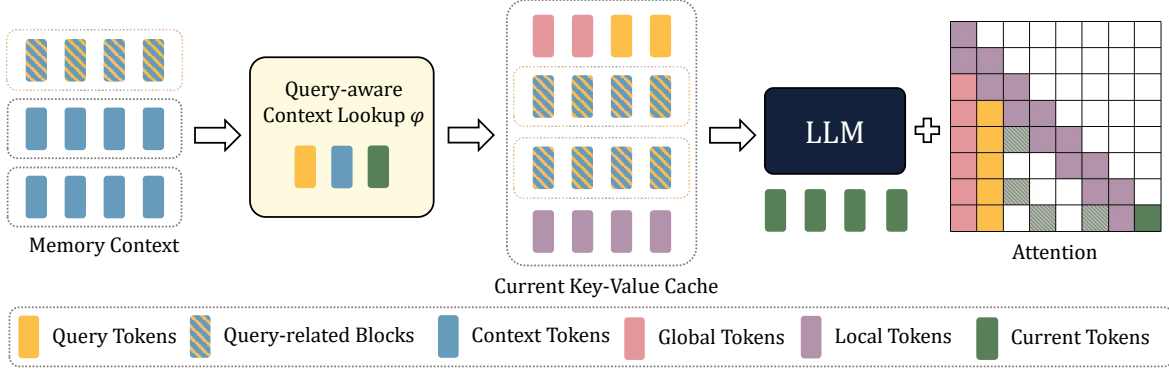 Query-aware
Context Lookup φ
LLM
Memory Context
Current Key-Value Cache
Attention
Query Tokens
Query-related Blocks
Context Tokens
Global Tokens
Local Tokens
Current Tokens